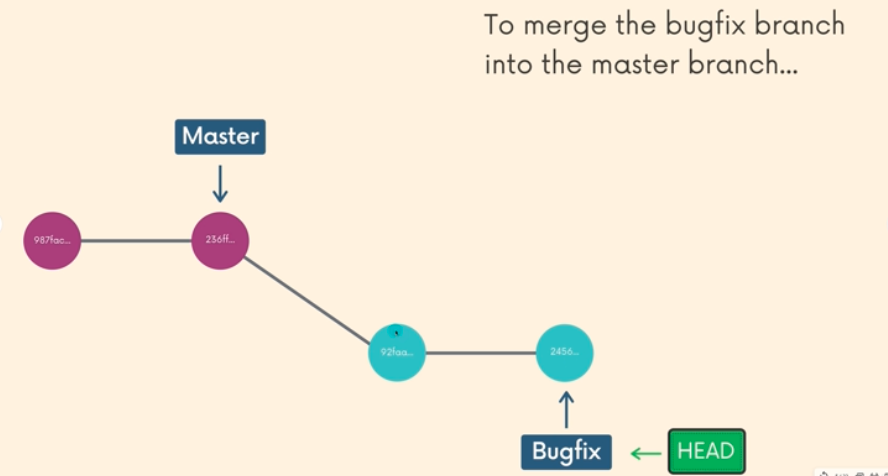 To merge the bugfix branch
into the master branch...
Master
987fac...
236ff...
92faa...
2456...
Bugfix
HEAD